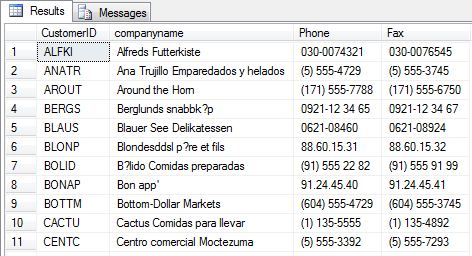 Results Messages
CustomerID companyname Phone Fax
1 ALFKI Alfreds Futterkiste 030-0074321 030-0076545
2 ANATR Ana Trujillo Emparedados y helados (5) 555-4729 (5) 555-3745
3 AROUT Around the Horn (171) 555-7788 (171) 555-6750
4 BERGS Berglunds snabbk?p 0921-12 34 65 0921-12 34 67
5 BLAUS Blauer See Delikatessen 0621-08460 0621-08924
6 BLONP Blondesddsl p?re et fils 88.60.15.31 88.60.15.32
7 BOLID B?lido Comidas preparadas (91) 555 22 82 (91) 555 91 99
8 BONAP Bon app' 91.24.45.40 91.24.45.41
9 BOTTM Bottom-Dollar Markets (604) 555-4729 (604) 555-3745
10 CACTU Cactus Comidas para llevar (1) 135-5555 (1) 135-4892
11 CENTC Centro comercial Moctezuma (5) 555-3392 (5) 555-7293